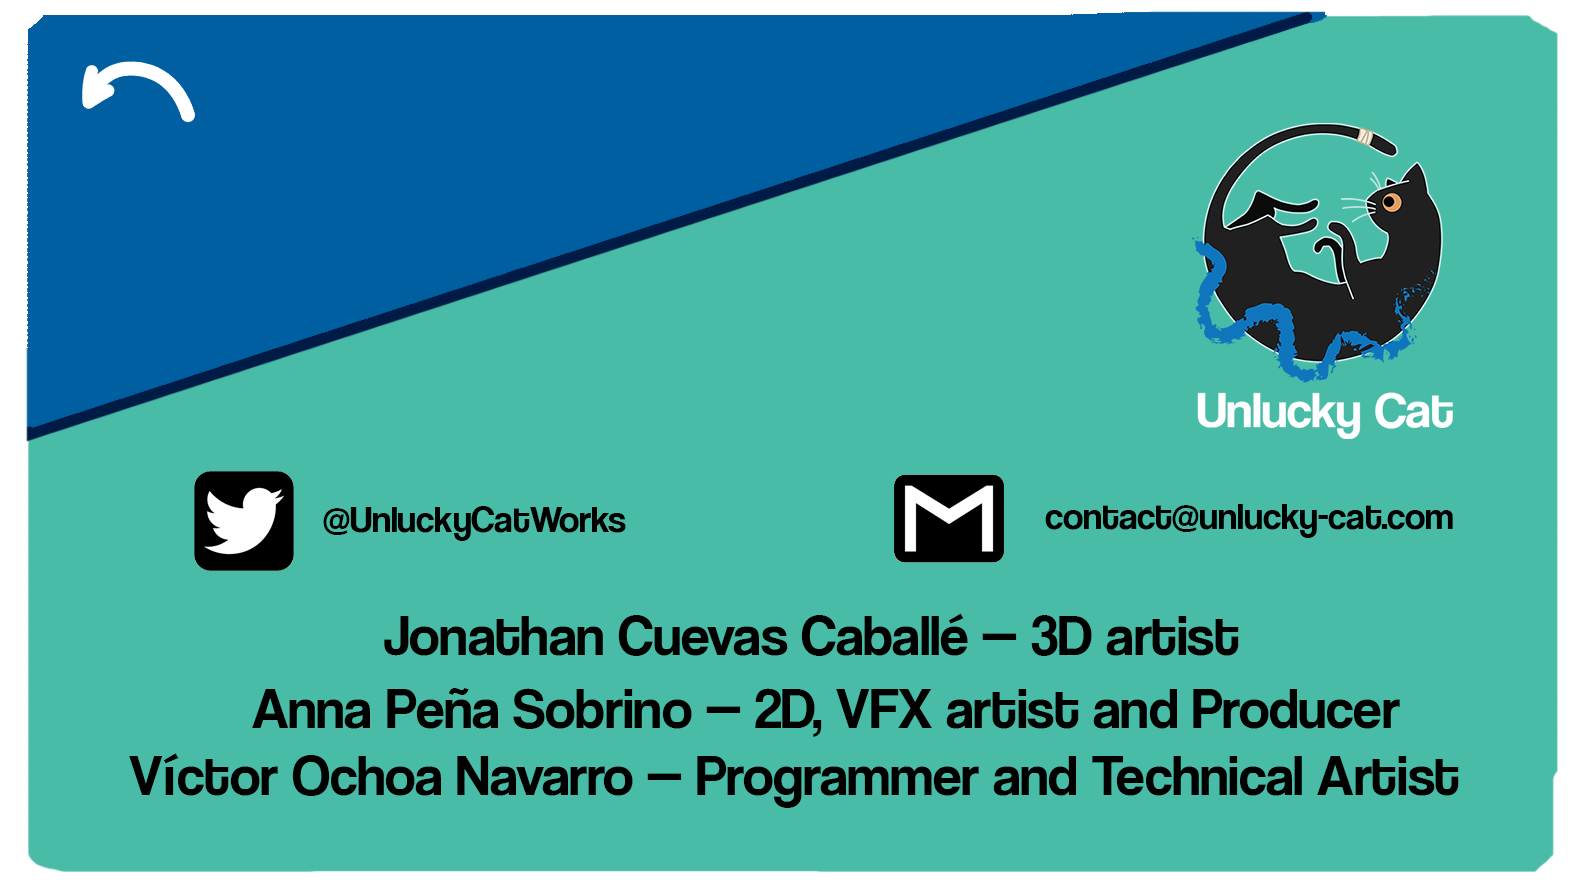 Unlucky Cat
@UnluckyCatWorks
contact@unlucky-cat.com
Jonathan Cuevas Caballé – 3D artist
Anna Peña Sobrino – 2D, VFX artist and Producer
Víctor Ochoa Navarro – Programmer and Technical Artist